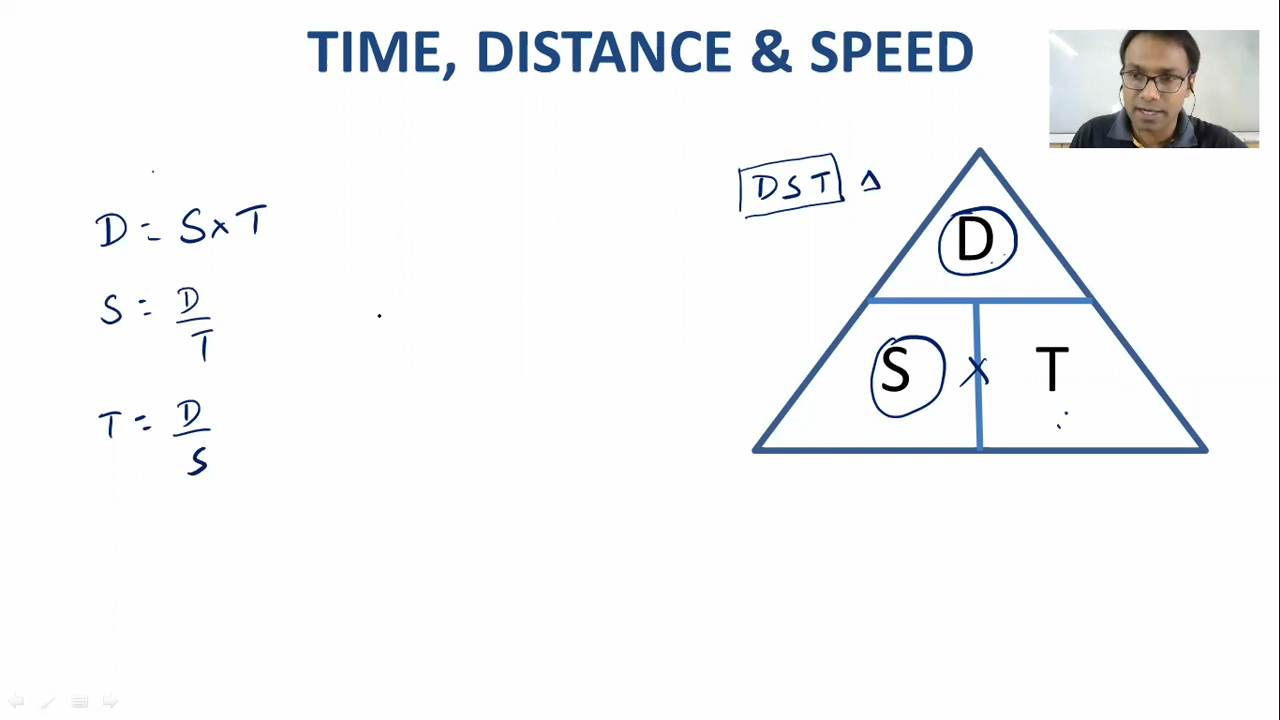 TIME, DISTANCE & SPEED
DST Δ
D = S × T
S = D/T
T = D/S
D
S × T